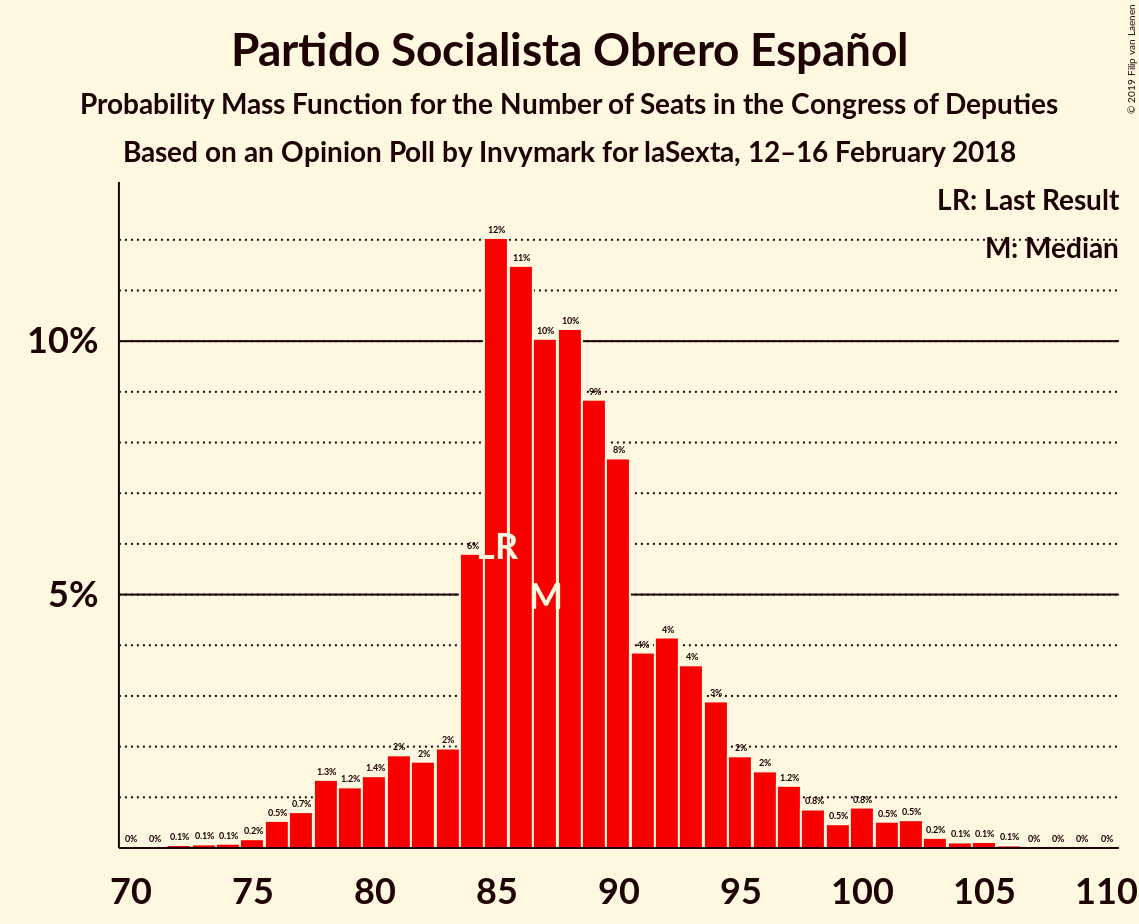 Partido Socialista Obrero Español
Probability Mass Function for the Number of Seats in the Congress of Deputies
Based on an Opinion Poll by Invymark for laSexta, 12–16 February 2018
© 2019 Filip van Laenen
LR: Last Result
M: Median
10%
5%
0% 0% 0.1% 0.1% 0.1% 0.2% 0.5% 0.7% 1.3% 1.2% 1.4% 2% 2% 2% 6% 12% 11% 10% 10% 9% 8% 4% 4% 4% 3% 2% 2% 1.2% 0.8% 0.5% 0.8% 0.5% 0.5% 0.2% 0.1% 0.1% 0.1% 0% 0% 0% 0%
LR
M
70 75 80 85 90 95 100 105 110